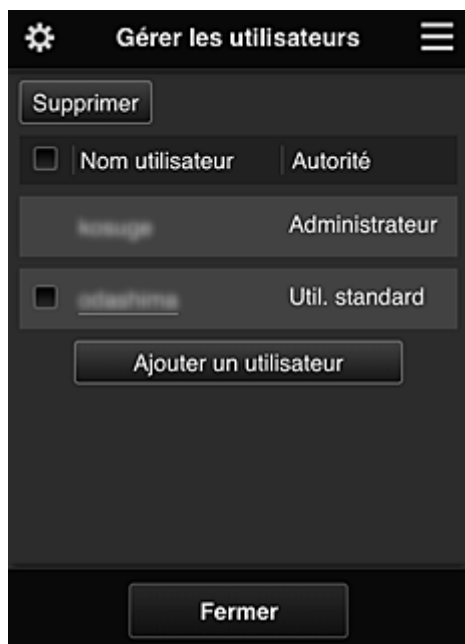 Gérer les utilisateurs
Supprimer
Nom utilisateur Autorité
Administrateur
Util. standard
Ajouter un utilisateur
Fermer